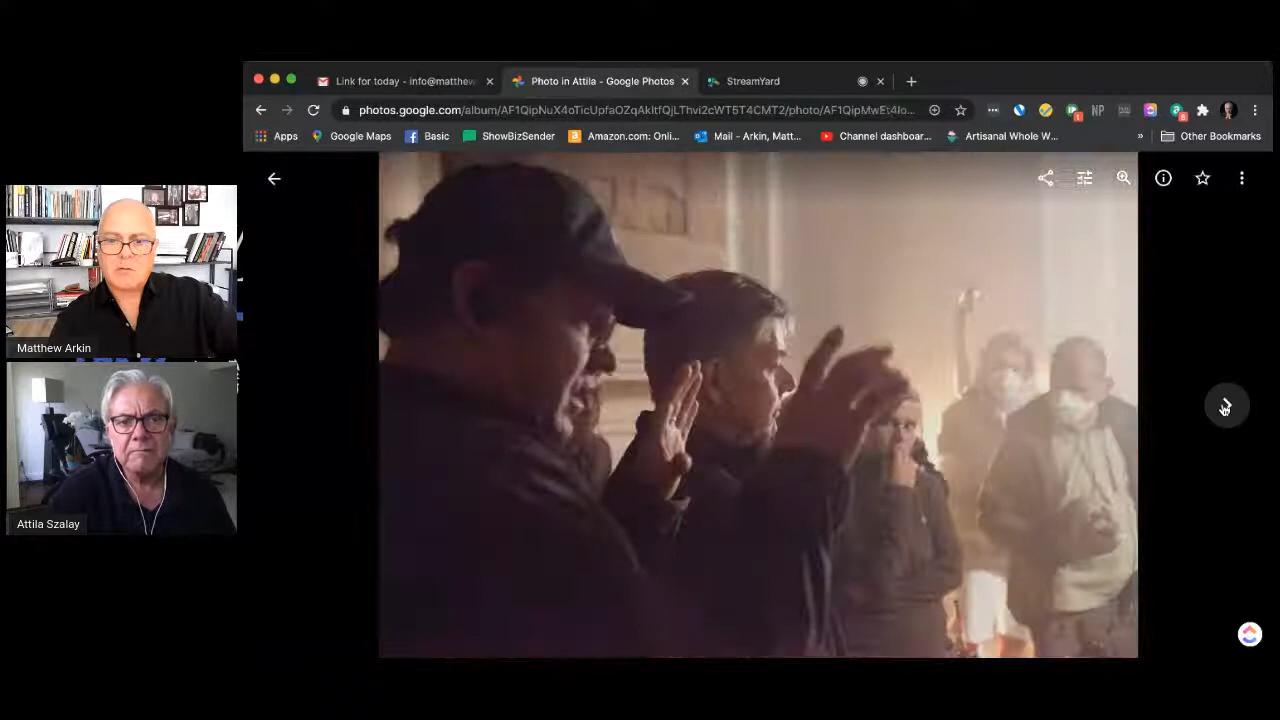 Link for today - info@matthew
Photo in Attila - Google Photos
StreamYard
photos.google.com/album/AF1QipNuX4oTicUpfaOZqAkltfQjLThvi2cWT5T4CMT2/photo/AF1QipMwEt4lo...
NP
Apps
Google Maps
Basic
ShowBizSender
Amazon.com: Onli...
Mail - Arkin, Matt...
Channel dashboar...
Artisanal Whole W...
»
Other Bookmarks
Matthew Arkin
Attila Szalay